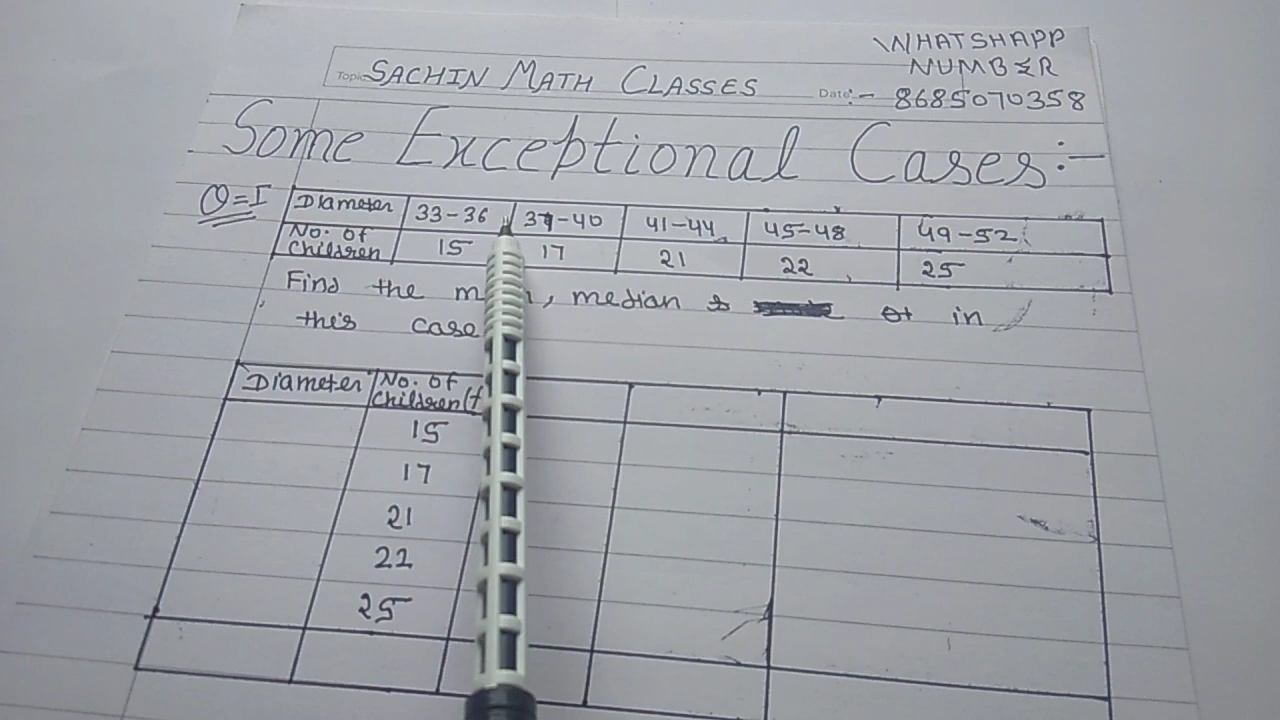 WHATSHAPP
NUMBER
Topic SACHIN MATH CLASSES Date:- 8685070358
Some Exceptional Cases:-
Q=I Diameter 33-36 37-40 41-44 45-48 49-52
No. of Children 15 17 21 22 25
Find the median & in
this case
Diameter No. of
Children (f
15
17
21
22
25